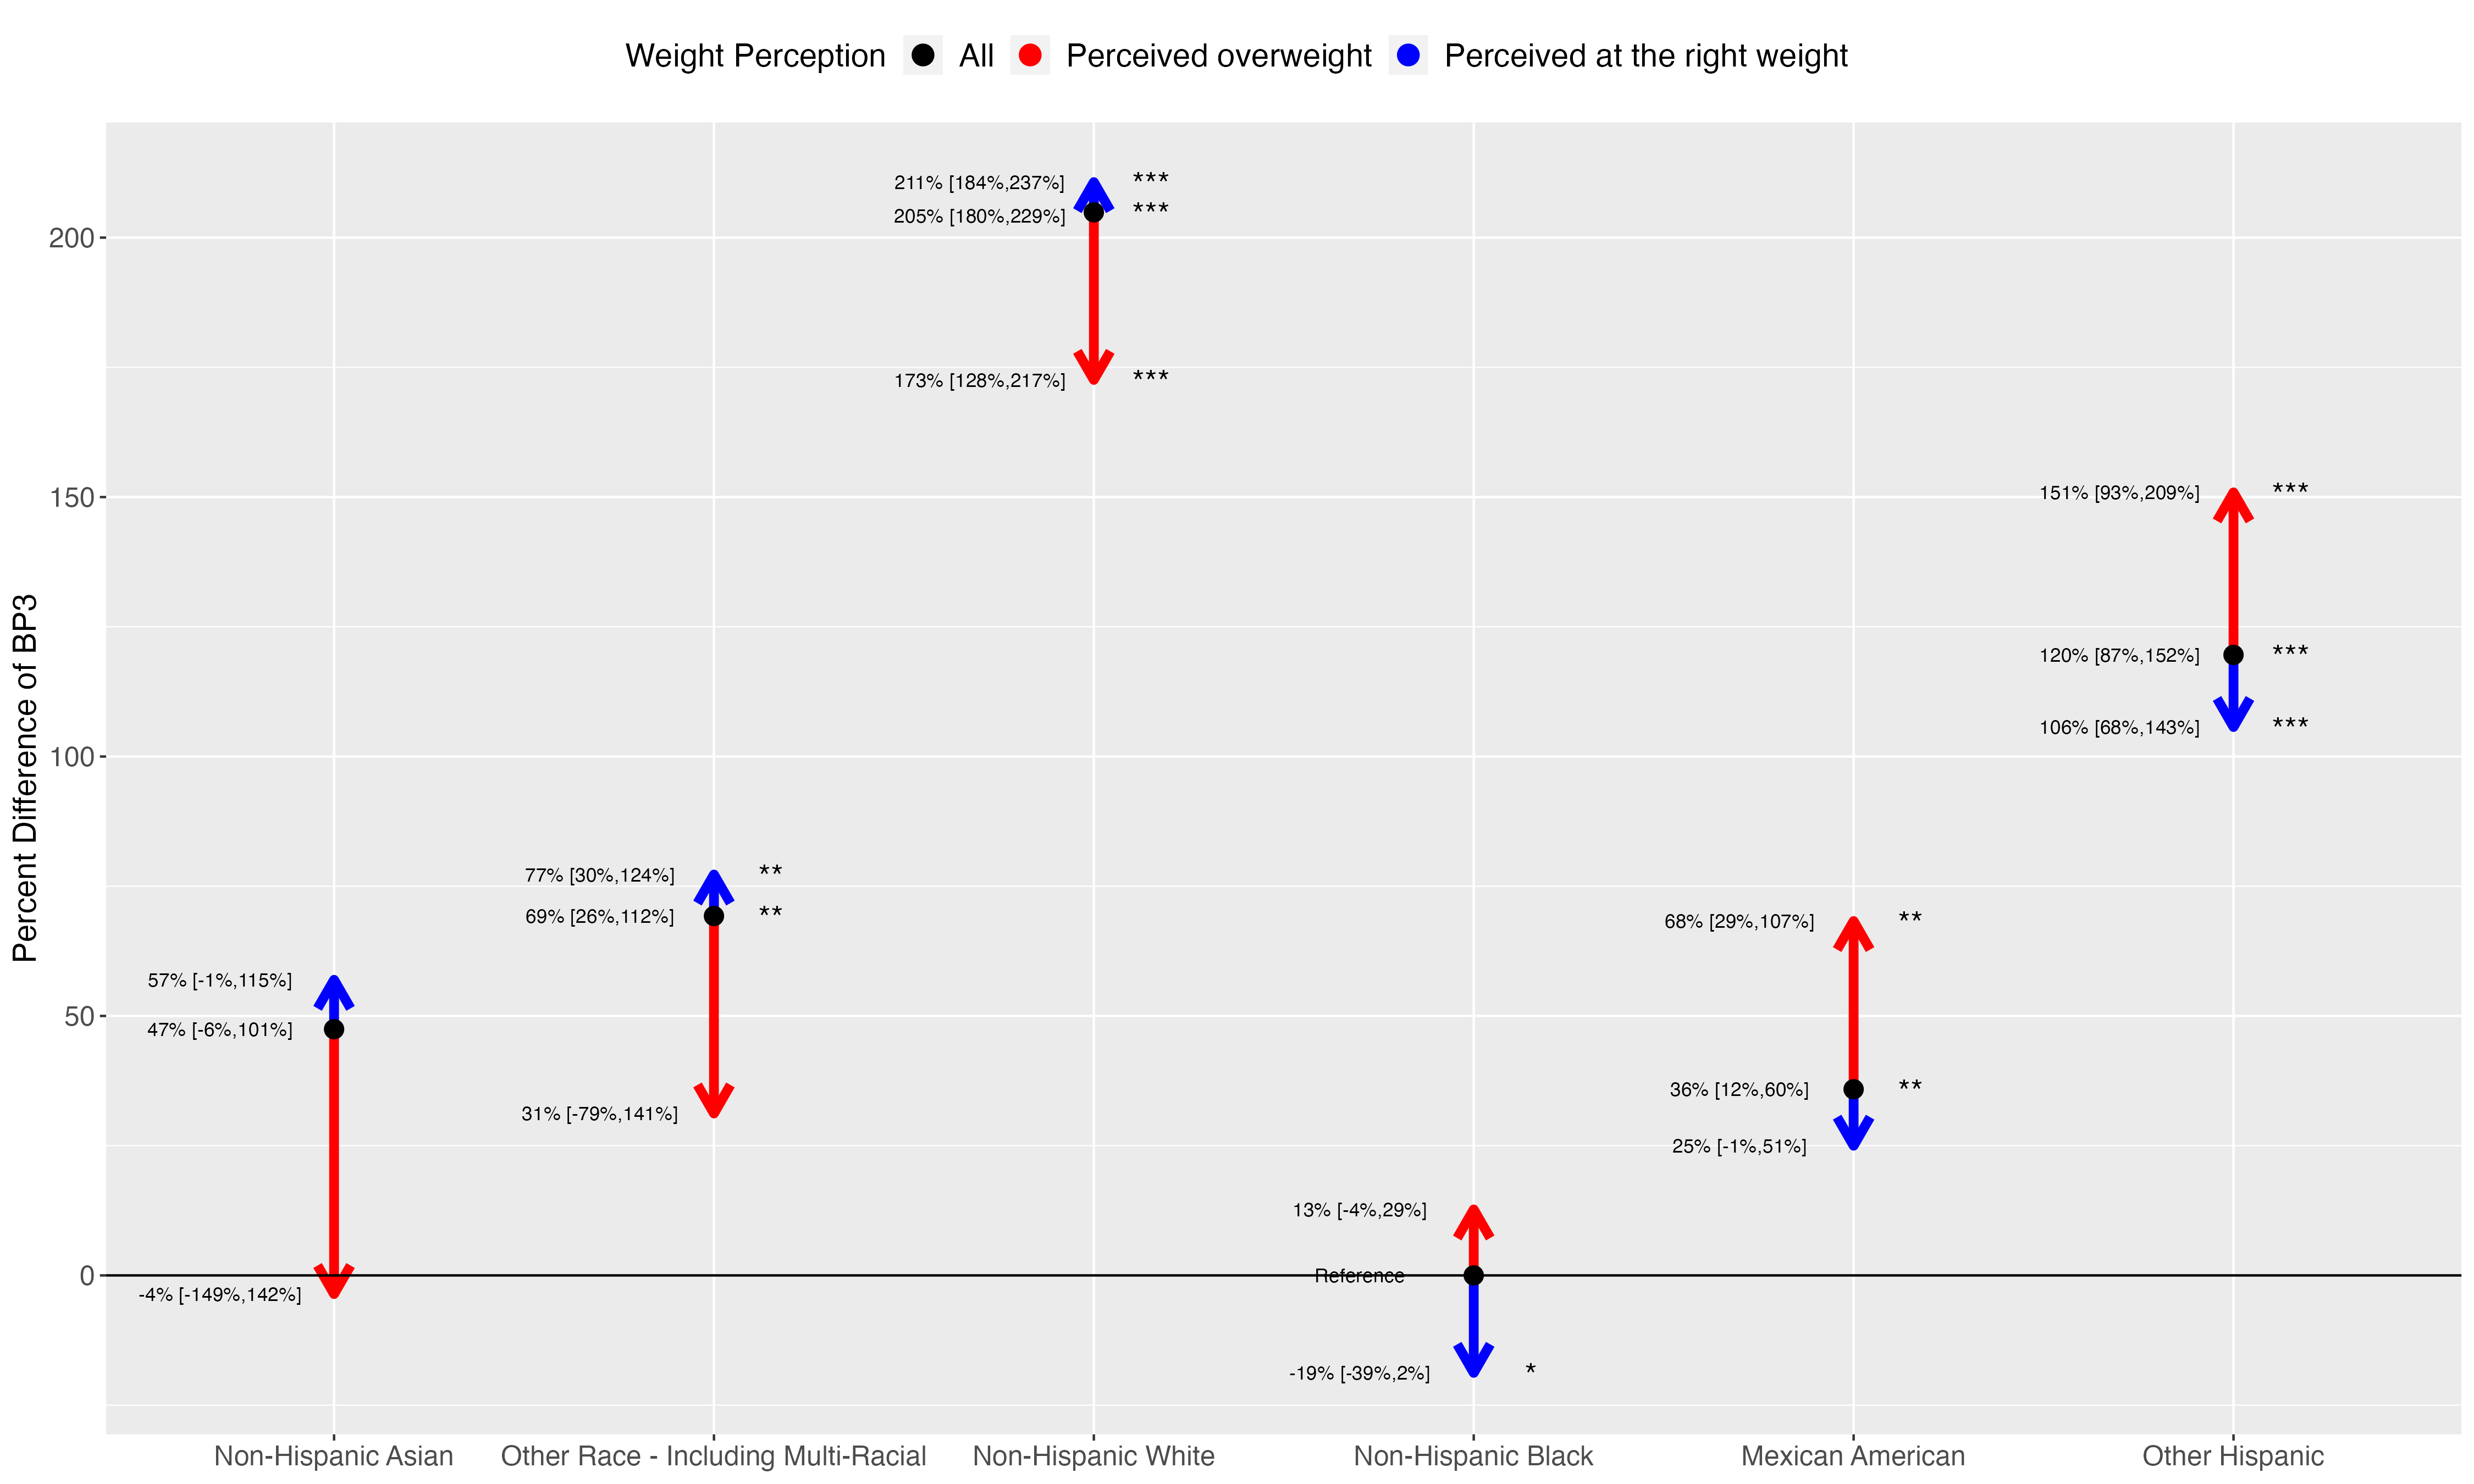 Weight Perception All Perceived overweight Perceived at the right weight
Percent Difference of BP3
200
150
100
50
0
57% [-1%,115%]
47% [-6%,101%]
-4% [-149%,142%]
77% [30%,124%] **
69% [26%,112%] **
31% [-79%,141%]
211% [184%,237%] ***
205% [180%,229%] ***
173% [128%,217%] ***
13% [-4%,29%]
Reference
-19% [-39%,2%] *
68% [29%,107%] **
36% [12%,60%] **
25% [-1%,51%]
151% [93%,209%] ***
120% [87%,152%] ***
106% [68%,143%] ***
Non-Hispanic Asian Other Race - Including Multi-Racial Non-Hispanic White Non-Hispanic Black Mexican American Other Hispanic